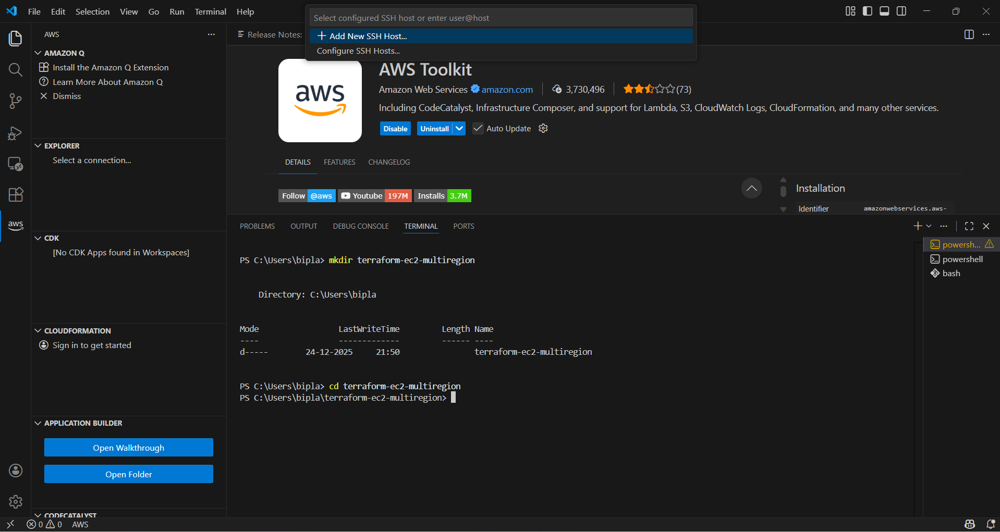 File Edit Selection View Go Run Terminal Help
Select configured SSH host or enter user@host
Add New SSH Host...
Configure SSH Hosts...
AWS
AMAZON Q
Install the Amazon Q Extension
Learn More About Amazon Q
Dismiss
EXPLORER
Select a connection...
CDK
[No CDK Apps found in Workspaces]
CLOUDFORMATION
Sign in to get started
APPLICATION BUILDER
Open Walkthrough
Open Folder
CODECATALYST
aws
Release Notes:
aws
AWS Toolkit
Amazon Web Services amazon.com 3,730,496 (73)
Including CodeCatalyst, Infrastructure Composer, and support for Lambda, S3, CloudWatch Logs, CloudFormation, and many other services.
Disable Uninstall Auto Update
DETAILS FEATURES CHANGELOG
Follow @aws Youtube 197M Installs 3.7M
Installation
Identifier amazonwebservices.aws-
PROBLEMS OUTPUT DEBUG CONSOLE TERMINAL PORTS
PS C:\Users\bipla> mkdir terraform-ec2-multiregion
Directory: C:\Users\bipla
Mode LastWriteTime Length Name
---- ------------- ------ ----
d----- 24-12-2025 21:50 terraform-ec2-multiregion
PS C:\Users\bipla> cd terraform-ec2-multiregion
PS C:\Users\bipla\terraform-ec2-multiregion>
powersh...
powershell
bash
0 0 AWS